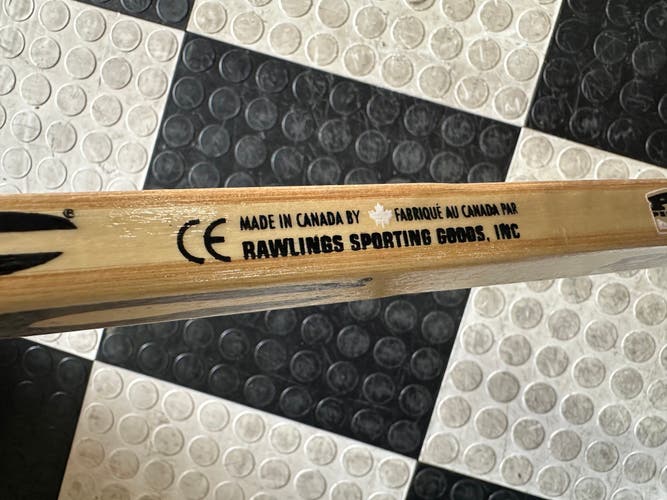 ®
CE MADE IN CANADA BY FABRIQUÉ AU CANADA PAR
RAWLINGS SPORTING GOODS, INC